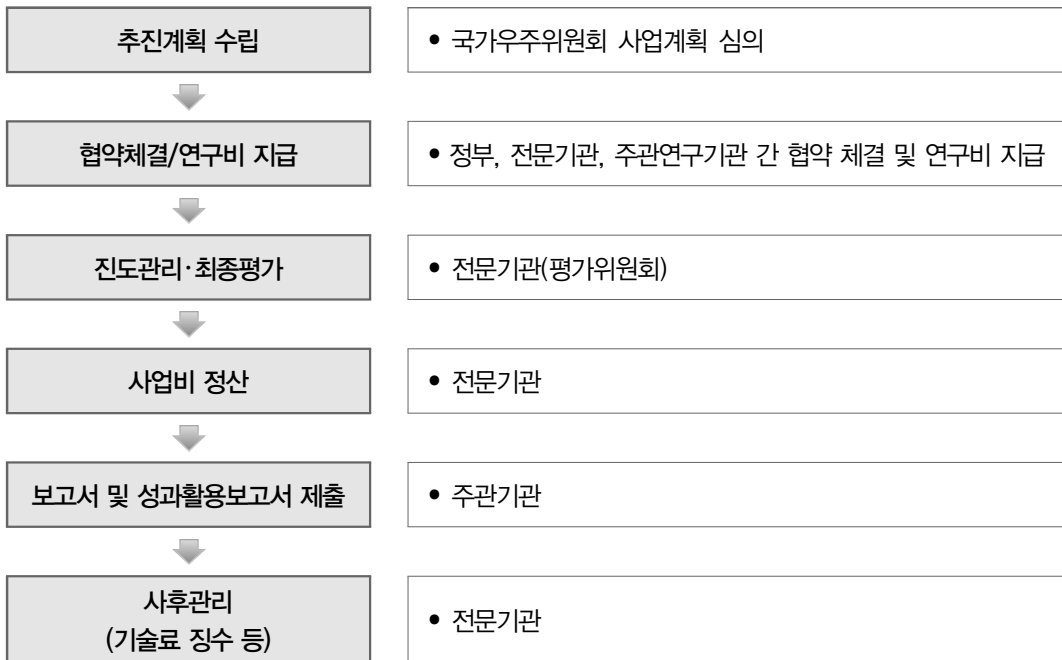 추진계획 수립
• 국가우주위원회 사업계획 심의
협약체결/연구비 지급
• 정부, 전문기관, 주관연구기관 간 협약 체결 및 연구비 지급
진도관리·최종평가
• 전문기관(평가위원회)
사업비 정산
• 전문기관
보고서 및 성과활용보고서 제출
• 주관기관
사후관리
(기술료 징수 등)
• 전문기관